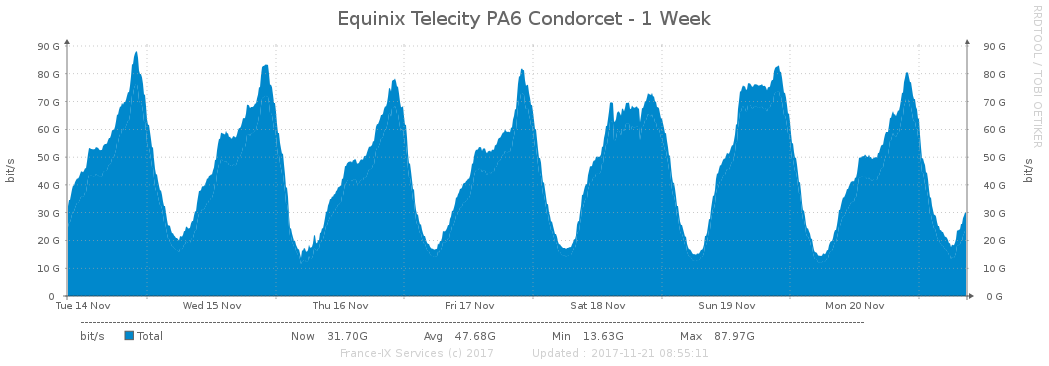 Equinix Telecity PA6 Condorcet - 1 Week
RRDTOOL / TOBI OETIKER
90 G 90 G
80 G 80 G
70 G 70 G
60 G 60 G
50 G 50 G
40 G 40 G
30 G 30 G
20 G 20 G
10 G 10 G
0 0 G
bit/s bit/s
Tue 14 Nov Wed 15 Nov Thu 16 Nov Fri 17 Nov Sat 18 Nov Sun 19 Nov Mon 20 Nov
bit/s Total Now 31.70G Avg 47.68G Min 13.63G Max 87.97G
France-IX Services (c) 2017 Updated : 2017-11-21 08:55:11